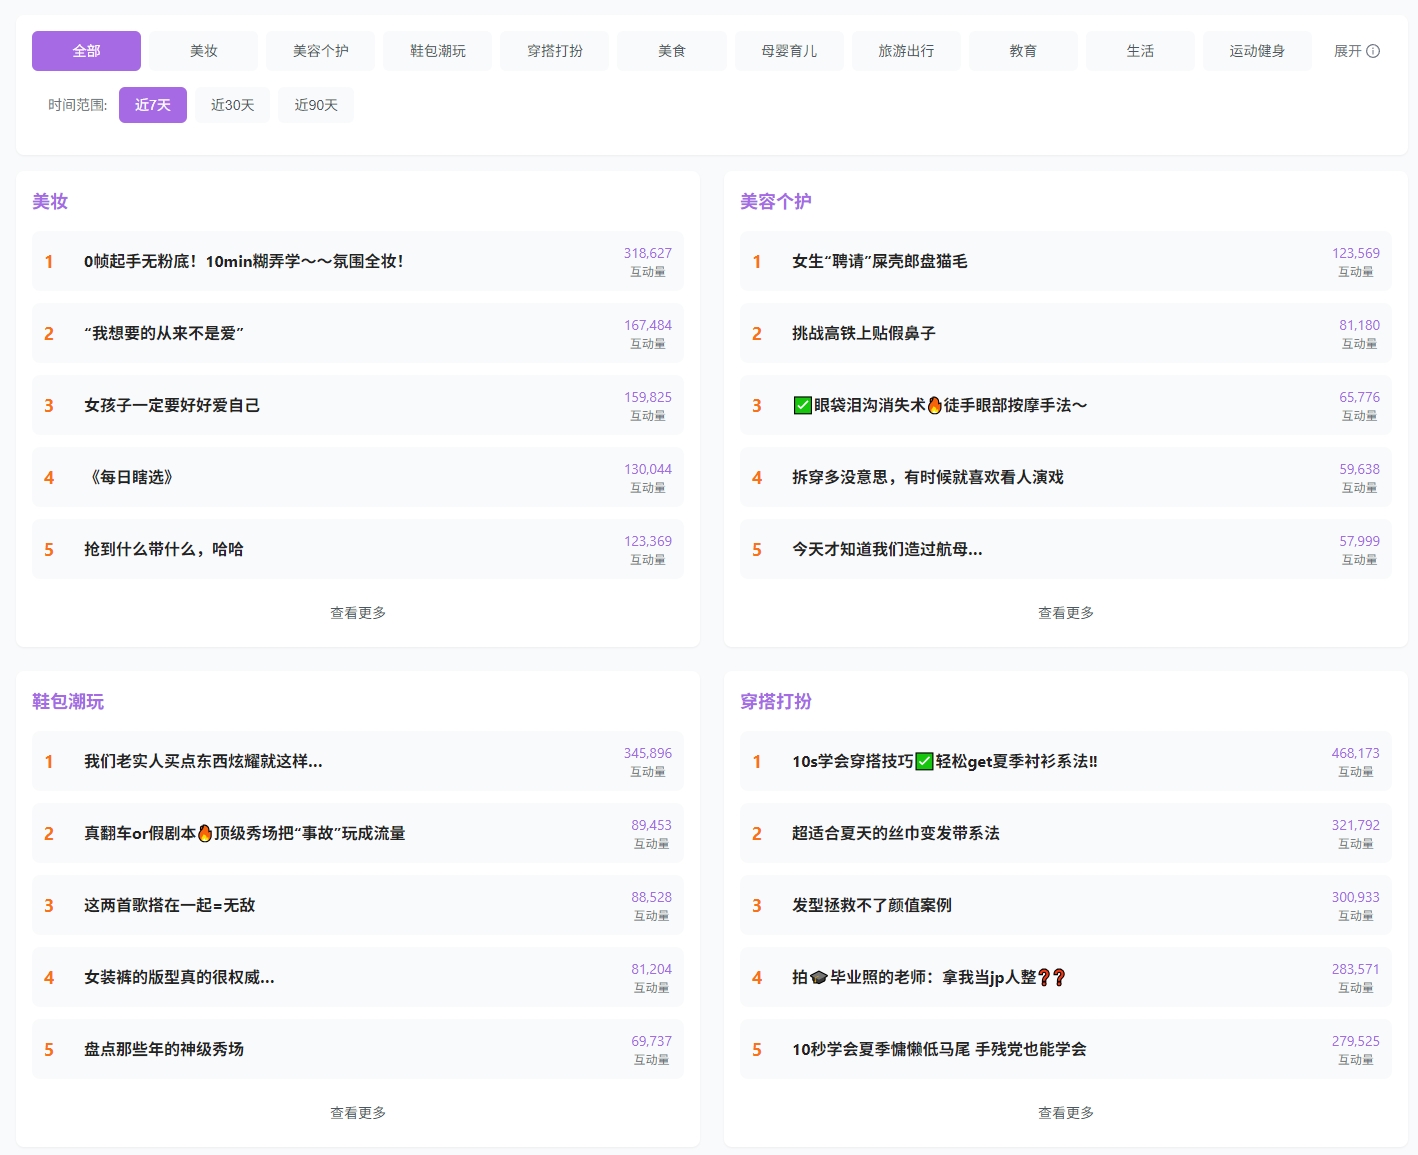 全部 美妆 美容个护 鞋包潮玩 穿搭打扮 美食 母婴育儿 旅游出行 教育 生活 运动健身 展开
时间范围: 近7天 近30天 近90天
美妆
1 0帧起手无粉底！10min糊弄学～～氛围全妆！ 318,627
互动量
2 “我想要的从来不是爱” 167,484
互动量
3 女孩子一定要好好爱自己 159,825
互动量
4 《每日瞎选》 130,044
互动量
5 抢到什么带什么，哈哈 123,369
互动量
查看更多
美容个护
1 女生“聘请”屎壳郎盘猫毛 123,569
互动量
2 挑战高铁上贴假鼻子 81,180
互动量
3 ✅眼袋泪沟消失术🔥徒手眼部按摩手法～ 65,776
互动量
4 拆穿多没意思，有时候就喜欢看人演戏 59,638
互动量
5 今天才知道我们造过航母... 57,999
互动量
查看更多
鞋包潮玩
1 我们老实人买点东西炫耀就这样... 345,896
互动量
2 真翻车or假剧本🔥顶级秀场把“事故”玩成流量 89,453
互动量
3 这两首歌搭在一起=无敌 88,528
互动量
4 女装裤的版型真的很权威... 81,204
互动量
5 盘点那些年的神级秀场 69,737
互动量
查看更多
穿搭打扮
1 10s学会穿搭技巧✅轻松get夏季衬衫系法‼ 468,173
互动量
2 超适合夏天的丝巾变发带系法 321,792
互动量
3 发型拯救不了颜值案例 300,933
互动量
4 拍🎓毕业照的老师：拿我当jp人整❓❓ 283,571
互动量
5 10秒学会夏季慵懒低马尾 手残党也能学会 279,525
互动量
查看更多